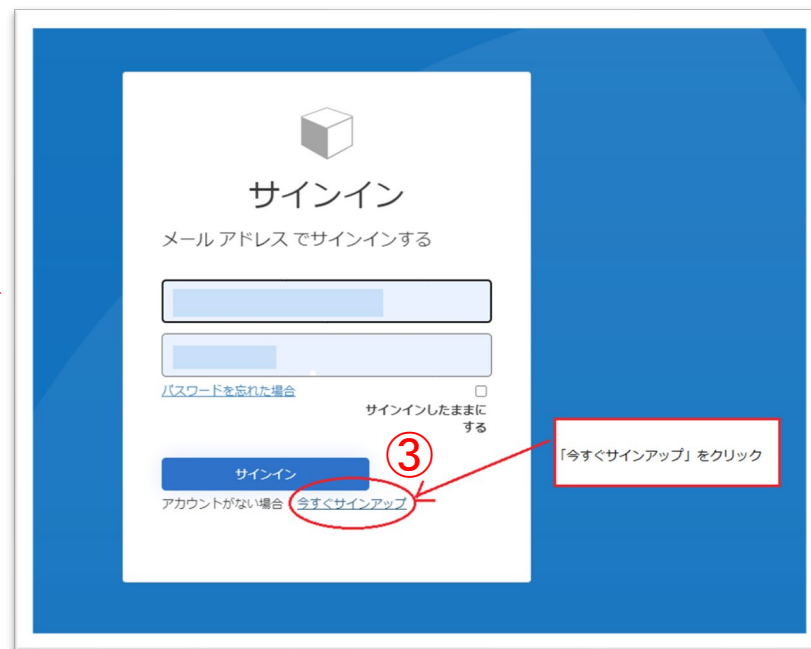 サインイン
メール アドレス でサインインする
パスワードを忘れた場合
サインインしたままに
する
③
サインイン
「今すぐサインアップ」をクリック
アカウントがない場合 今すぐサインアップ